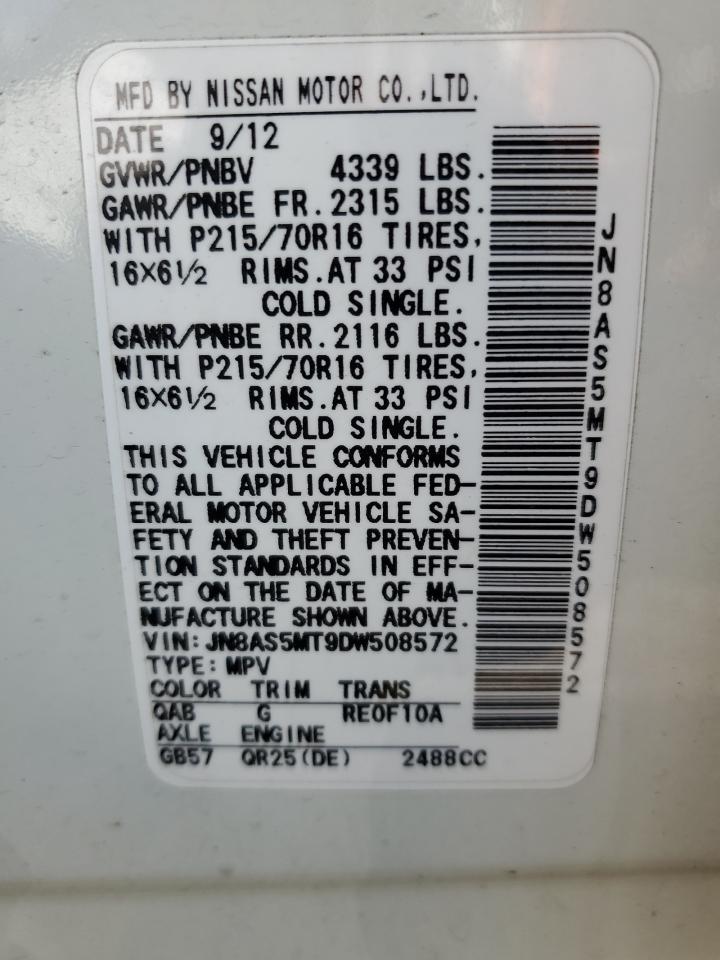 MFD BY NISSAN MOTOR CO.,LTD.
DATE 9/12
GVWR/PNBV 4339 LBS.
GAWR/PNBE FR. 2315 LBS.
WITH P215/70R16 TIRES,
16×6½ RIMS. AT 33 PSI
COLD SINGLE.
GAWR/PNBE RR. 2116 LBS.
WITH P215/70R16 TIRES,
16×6½ RIMS. AT 33 PSI
COLD SINGLE.
THIS VEHICLE CONFORMS
TO ALL APPLICABLE FED-
ERAL MOTOR VEHICLE SA-
FETY AND THEFT PREVEN-
TION STANDARDS IN EFF-
ECT ON THE DATE OF MA-
NUFACTURE SHOWN ABOVE.
VIN: JN8AS5MT9DW508572
TYPE: MPV
COLOR TRIM TRANS
QAB G RE0F10A
AXLE ENGINE
GB57 QR25(DE) 2488CC
JN8AS5MT9DW508572